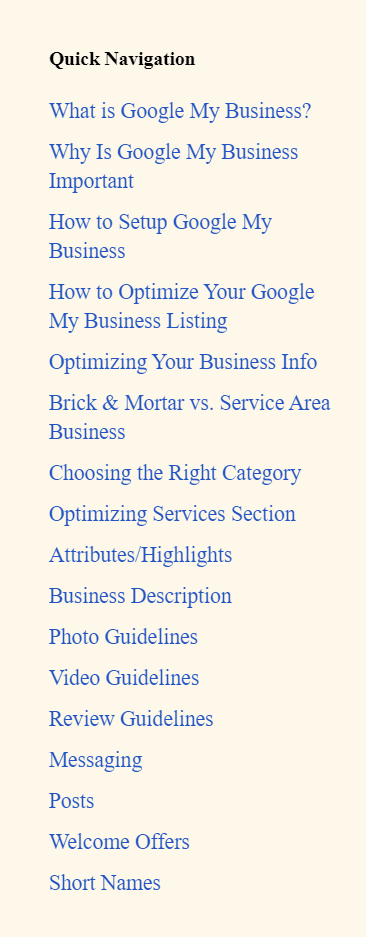 Quick Navigation
What is Google My Business?
Why Is Google My Business
Important
How to Setup Google My
Business
How to Optimize Your Google
My Business Listing
Optimizing Your Business Info
Brick & Mortar vs. Service Area
Business
Choosing the Right Category
Optimizing Services Section
Attributes/Highlights
Business Description
Photo Guidelines
Video Guidelines
Review Guidelines
Messaging
Posts
Welcome Offers
Short Names